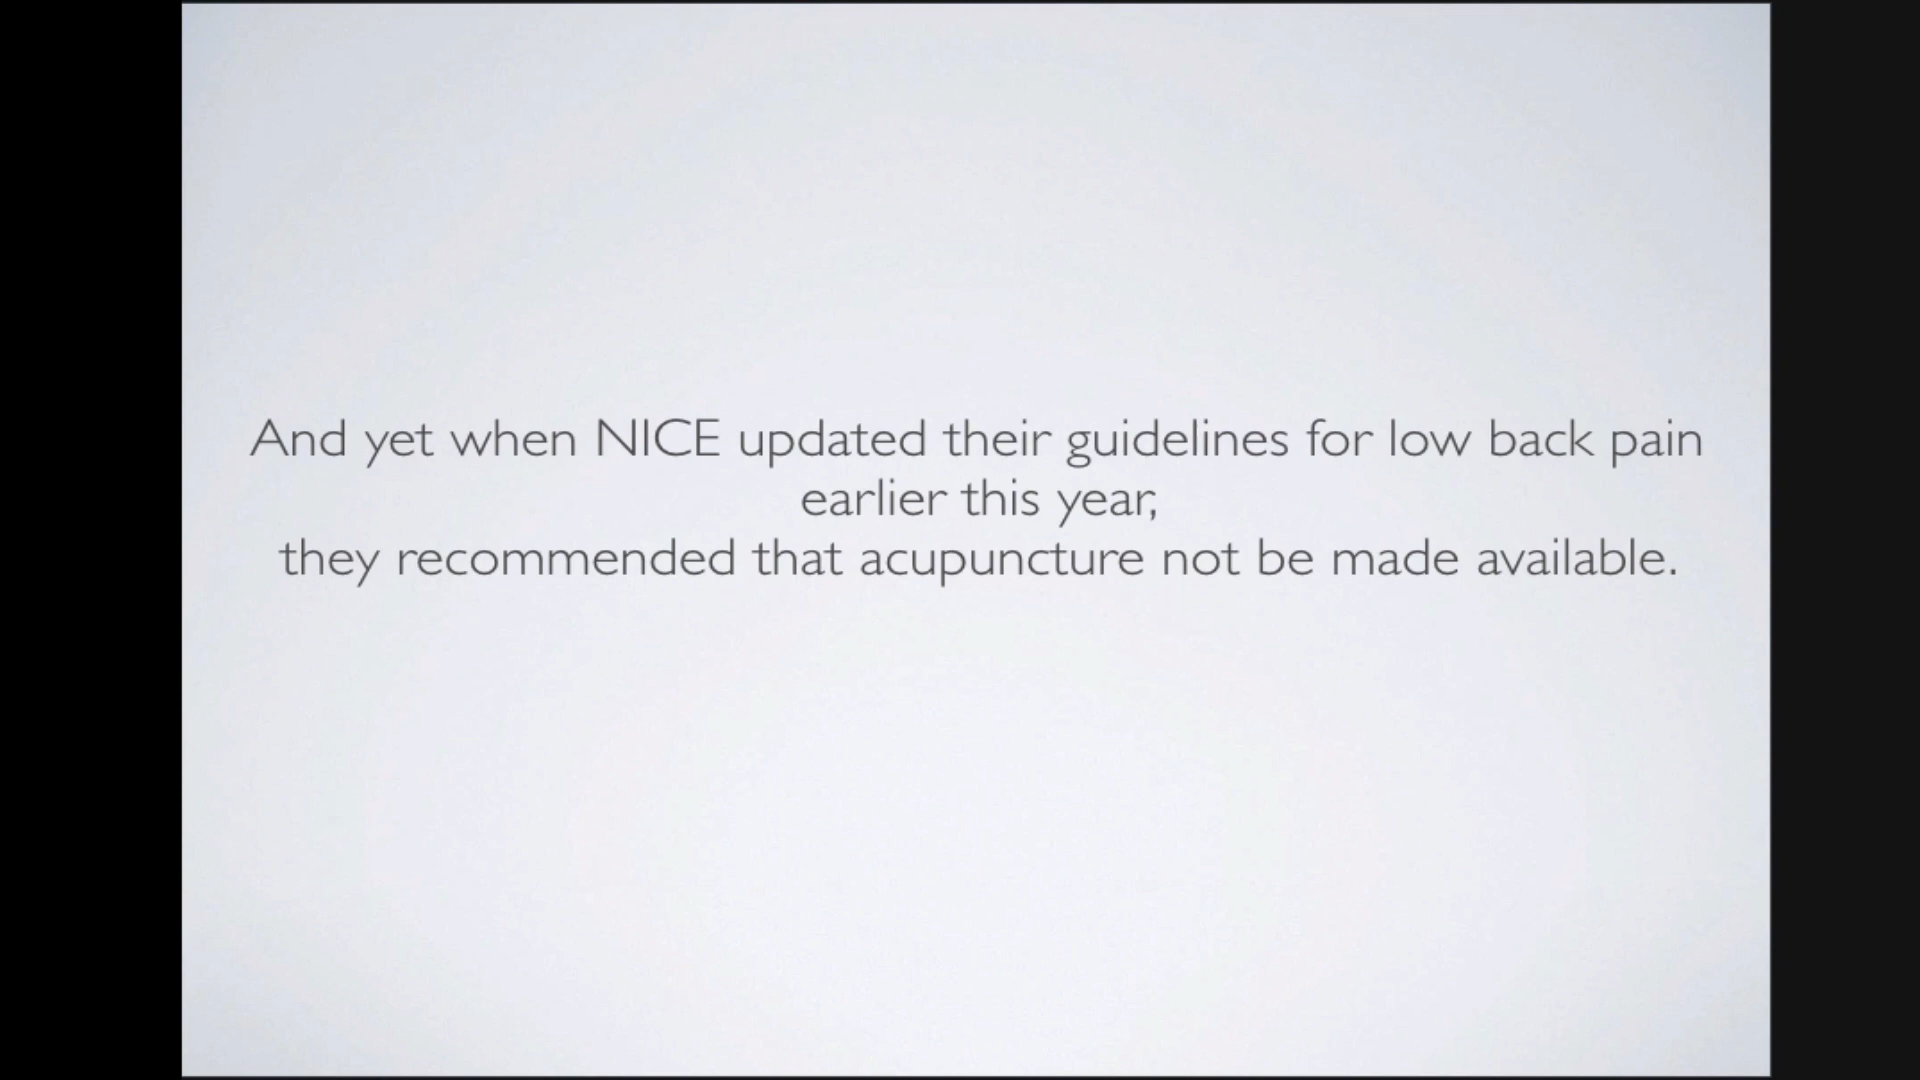 And yet when NICE updated their guidelines for low back pain
earlier this year,
they recommended that acupuncture not be made available.